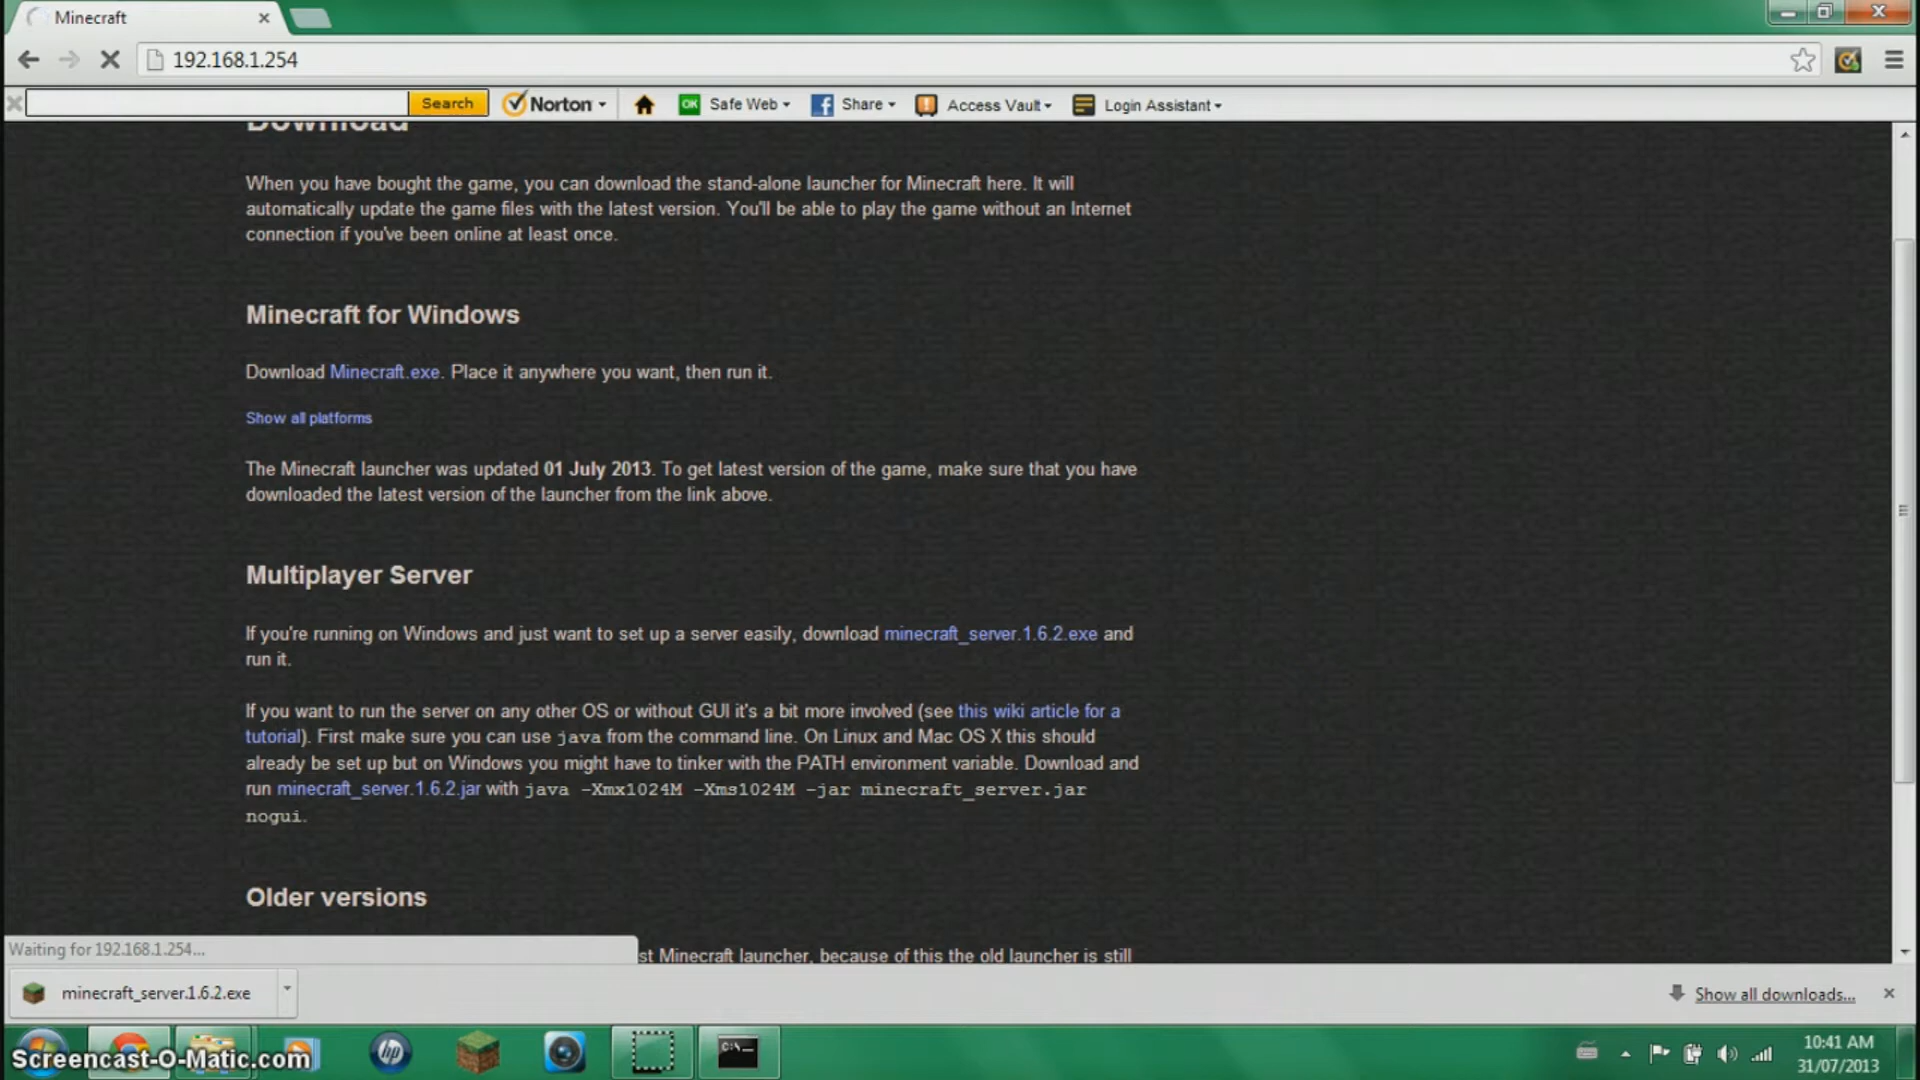 Minecraft
192.168.1.254
Search Norton Safe Web Share Access Vault Login Assistant
OK
Download
When you have bought the game, you can download the stand-alone launcher for Minecraft here. It will
automatically update the game files with the latest version. You'll be able to play the game without an Internet
connection if you've been online at least once.
Minecraft for Windows
Download Minecraft.exe. Place it anywhere you want, then run it.
Show all platforms
The Minecraft launcher was updated 01 July 2013. To get latest version of the game, make sure that you have
downloaded the latest version of the launcher from the link above.
Multiplayer Server
If you're running on Windows and just want to set up a server easily, download minecraft_server.1.6.2.exe and
run it.
If you want to run the server on any other OS or without GUI it's a bit more involved (see this wiki article for a
tutorial). First make sure you can use java from the command line. On Linux and Mac OS X this should
already be set up but on Windows you might have to tinker with the PATH environment variable. Download and
run minecraft_server.1.6.2.jar with java -Xmx1024M -Xms1024M -jar minecraft_server.jar
nogui.
Older versions
Waiting for 192.168.1.254...
st Minecraft launcher, because of this the old launcher is still
minecraft_server.1.6.2.exe
Show all downloads...
Screencast-O-Matic.com
hp
C:\
10:41 AM
31/07/2013